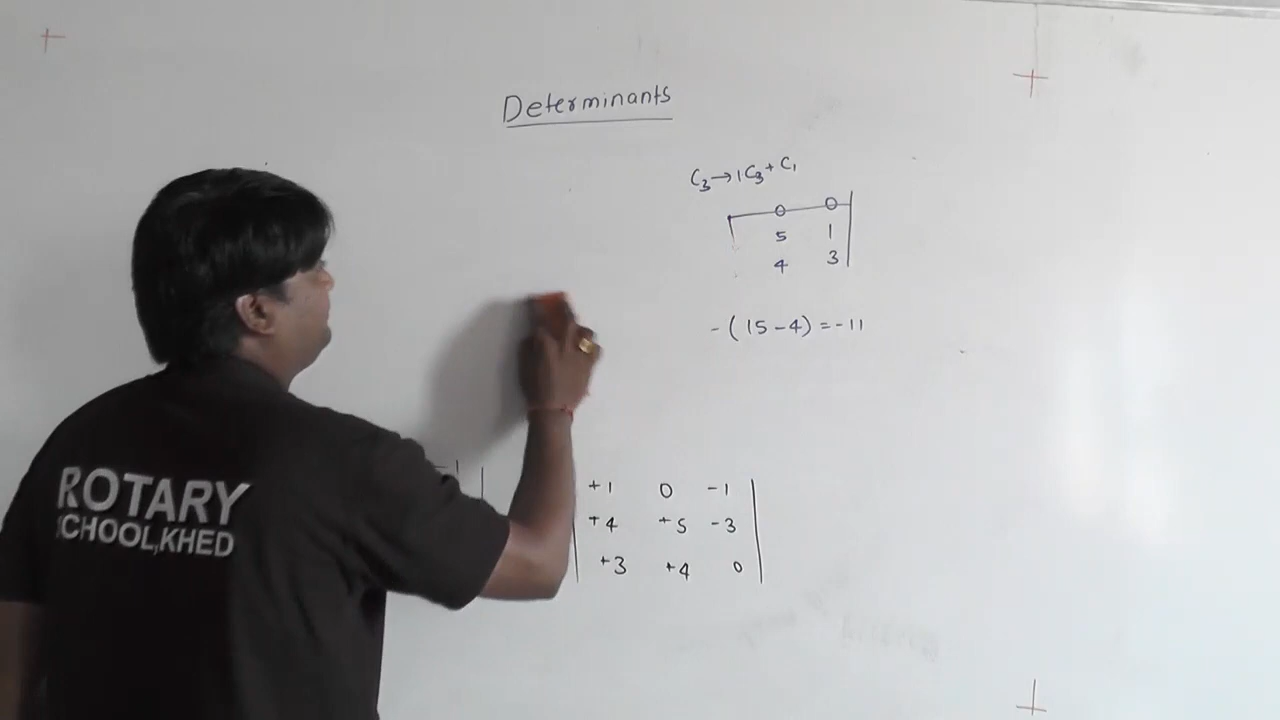 Determinants
C₃→1C₃+C₁
0 0
5 1
4 3
-(15-4)=-11
-1
+1 0 -1
+4 +5 -3
+3 +4 0
ROTARY
SCHOOL,KHED